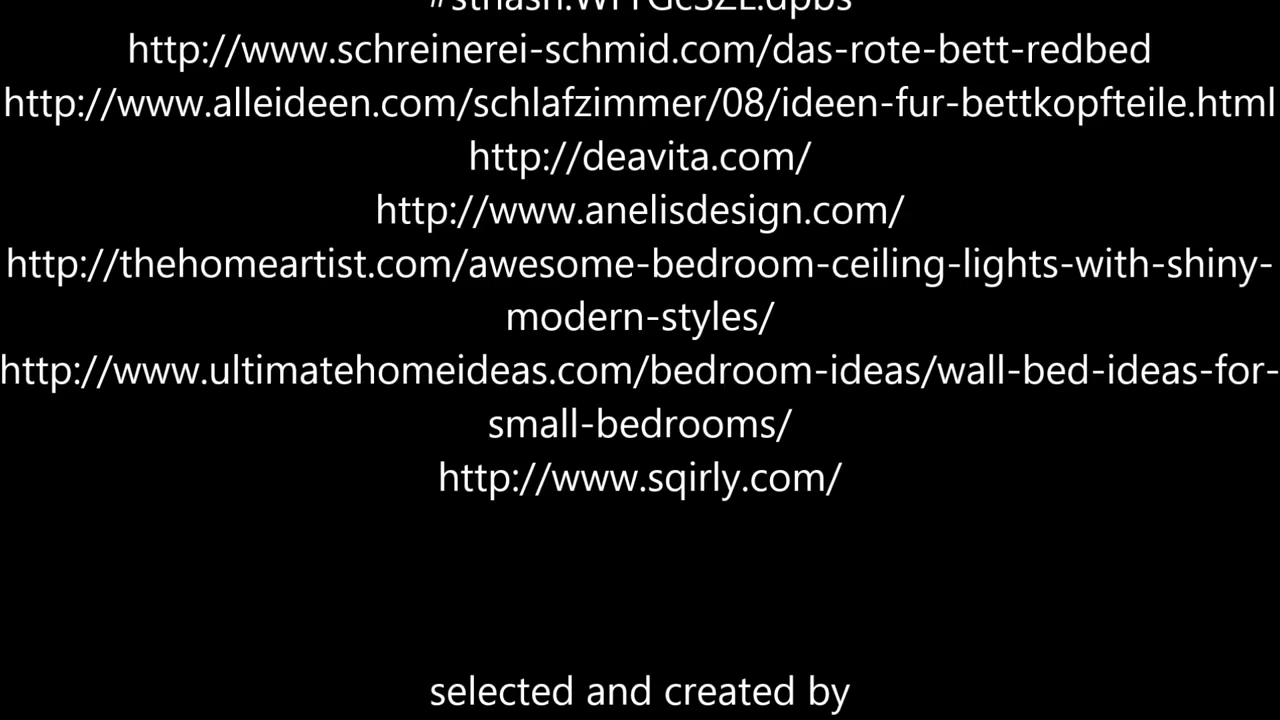 http://www.schreinerei-schmid.com/das-rote-bett-redbed
http://www.alleideen.com/schlafzimmer/08/ideen-fur-bettkopfteile.html
http://deavita.com/
http://www.anelisdesign.com/
http://thehomeartist.com/awesome-bedroom-ceiling-lights-with-shiny-
modern-styles/
http://www.ultimatehomeideas.com/bedroom-ideas/wall-bed-ideas-for-
small-bedrooms/
http://www.sqirly.com/
selected and created by